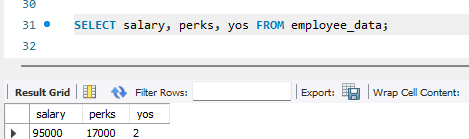 30
31 SELECT salary, perks, yos FROM employee_data;
32
Result Grid Filter Rows: Export: Wrap Cell Content:
salary perks yos
95000 17000 2